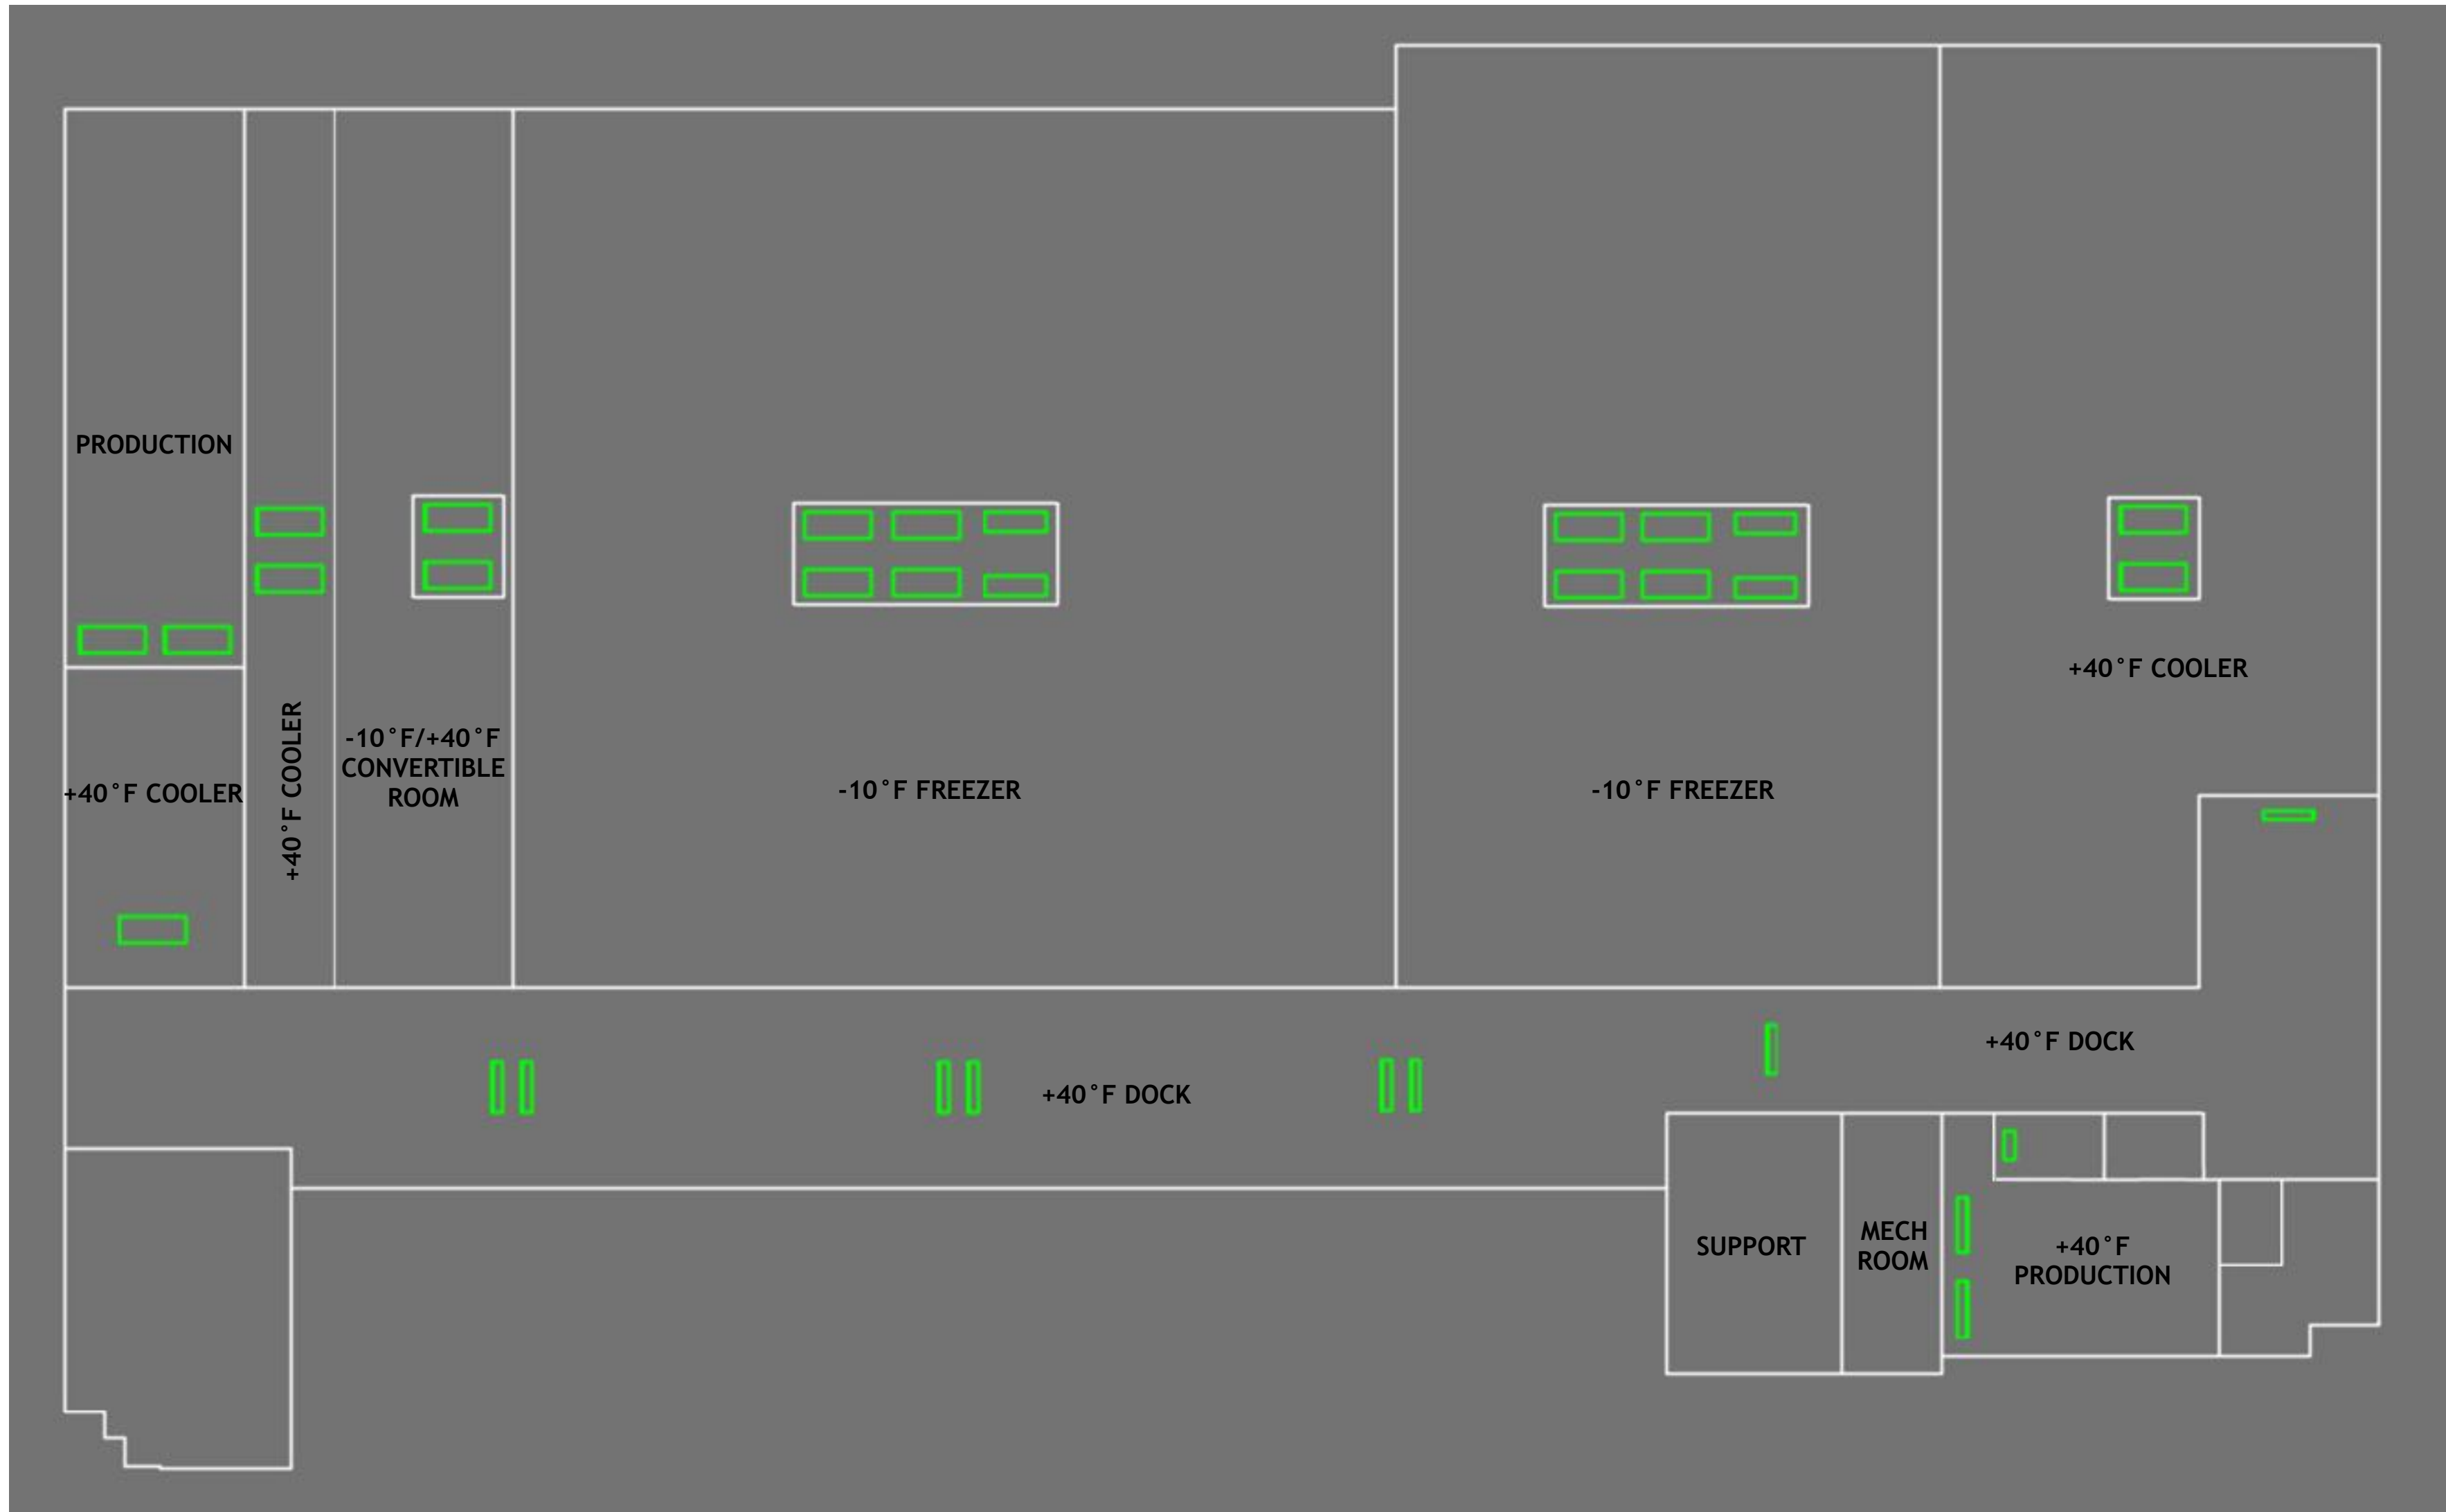 PRODUCTION
+40°F COOLER
+40°F COOLER
-10°F/+40°F
CONVERTIBLE
ROOM
-10°F FREEZER
-10°F FREEZER
+40°F COOLER
+40°F DOCK
+40°F DOCK
SUPPORT
MECH
ROOM
+40°F
PRODUCTION